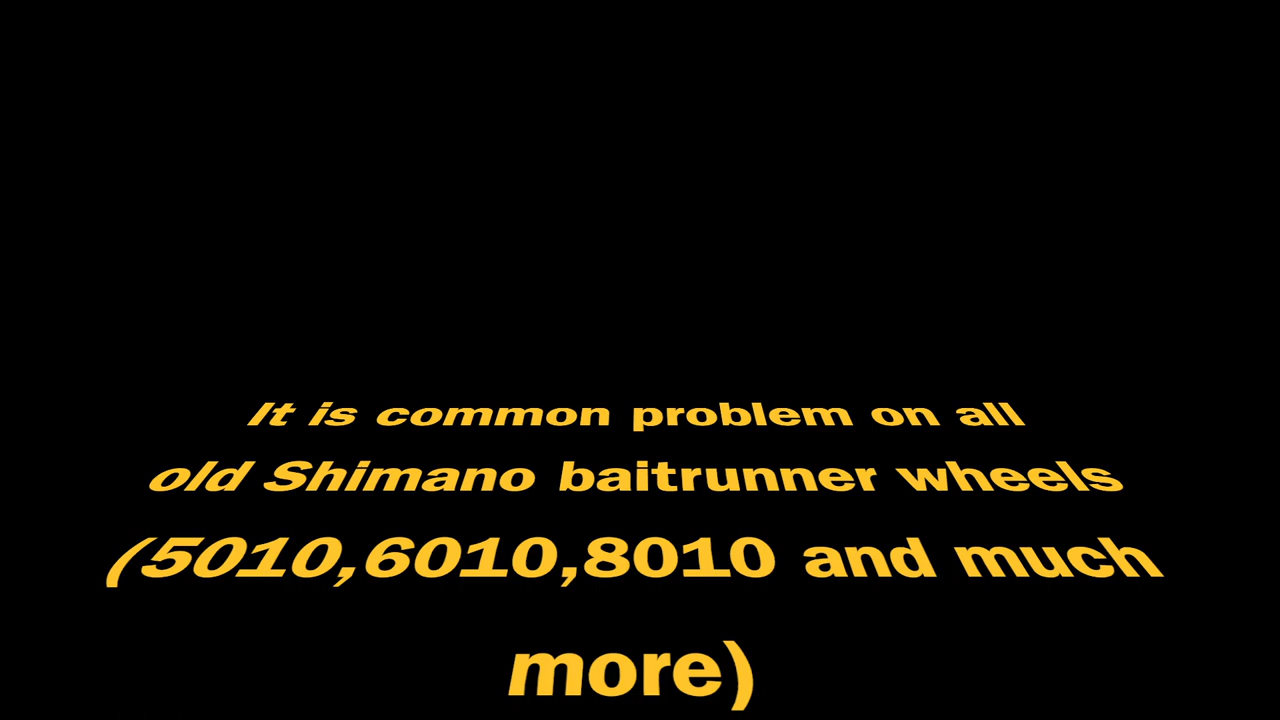 It is common problem on all
old Shimano baitrunner wheels
(5010,6010,8010 and much
more)